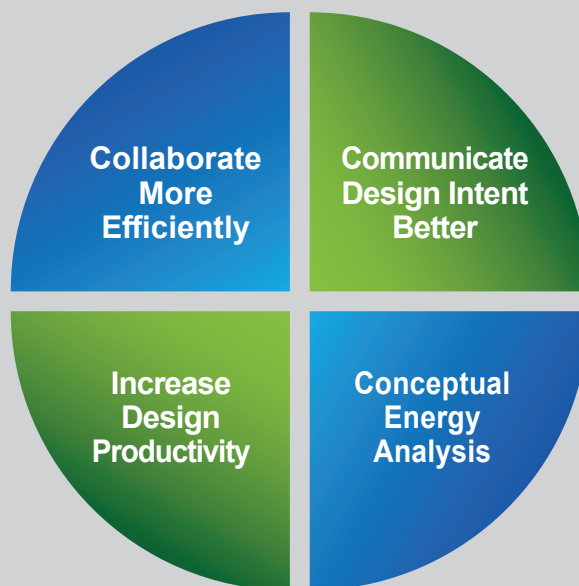 Collaborate
More
Efficiently
Communicate
Design Intent
Better
Increase
Design
Productivity
Conceptual
Energy
Analysis